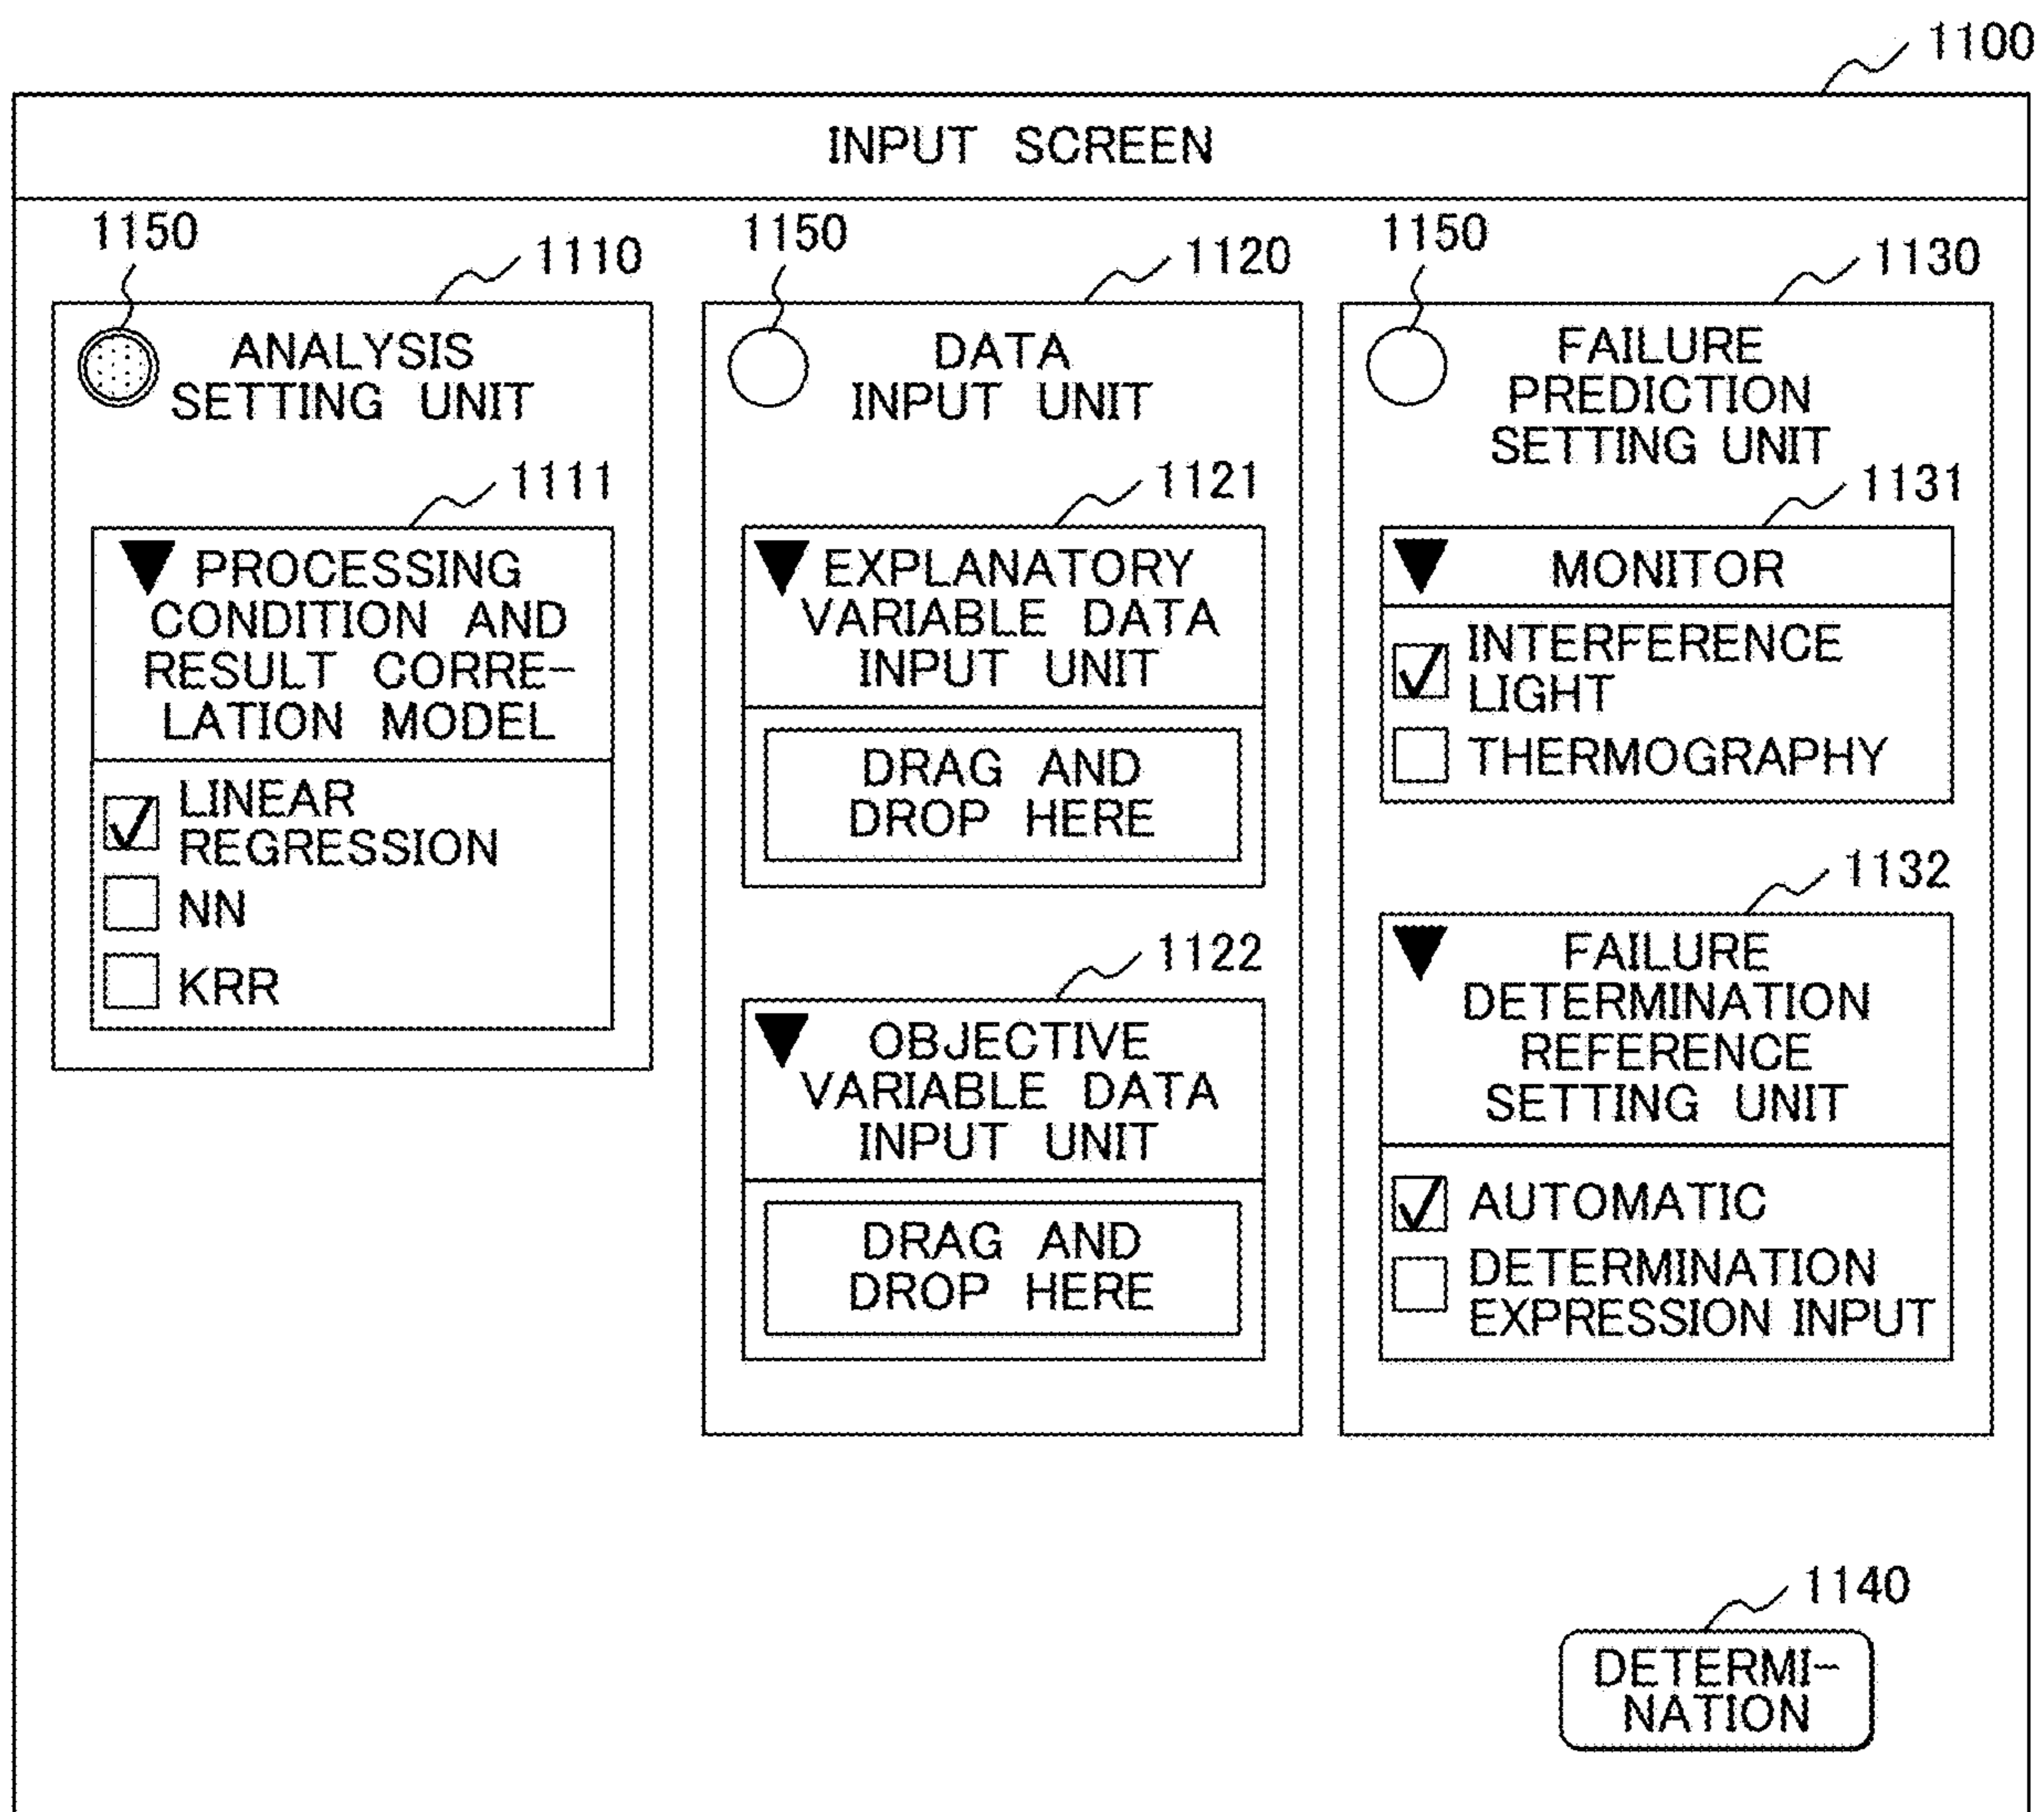 1100
INPUT SCREEN
1150
1110
ANALYSIS
SETTING UNIT
1111
PROCESSING
CONDITION AND
RESULT CORRE-
LATION MODEL
LINEAR
REGRESSION
NN
KRR
1150
1120
DATA
INPUT UNIT
1121
EXPLANATORY
VARIABLE DATA
INPUT UNIT
DRAG AND
DROP HERE
1122
OBJECTIVE
VARIABLE DATA
INPUT UNIT
DRAG AND
DROP HERE
1150
1130
FAILURE
PREDICTION
SETTING UNIT
1131
MONITOR
INTERFERENCE
LIGHT
THERMOGRAPHY
1132
FAILURE
DETERMINATION
REFERENCE
SETTING UNIT
AUTOMATIC
DETERMINATION
EXPRESSION INPUT
1140
DETERMI-
NATION